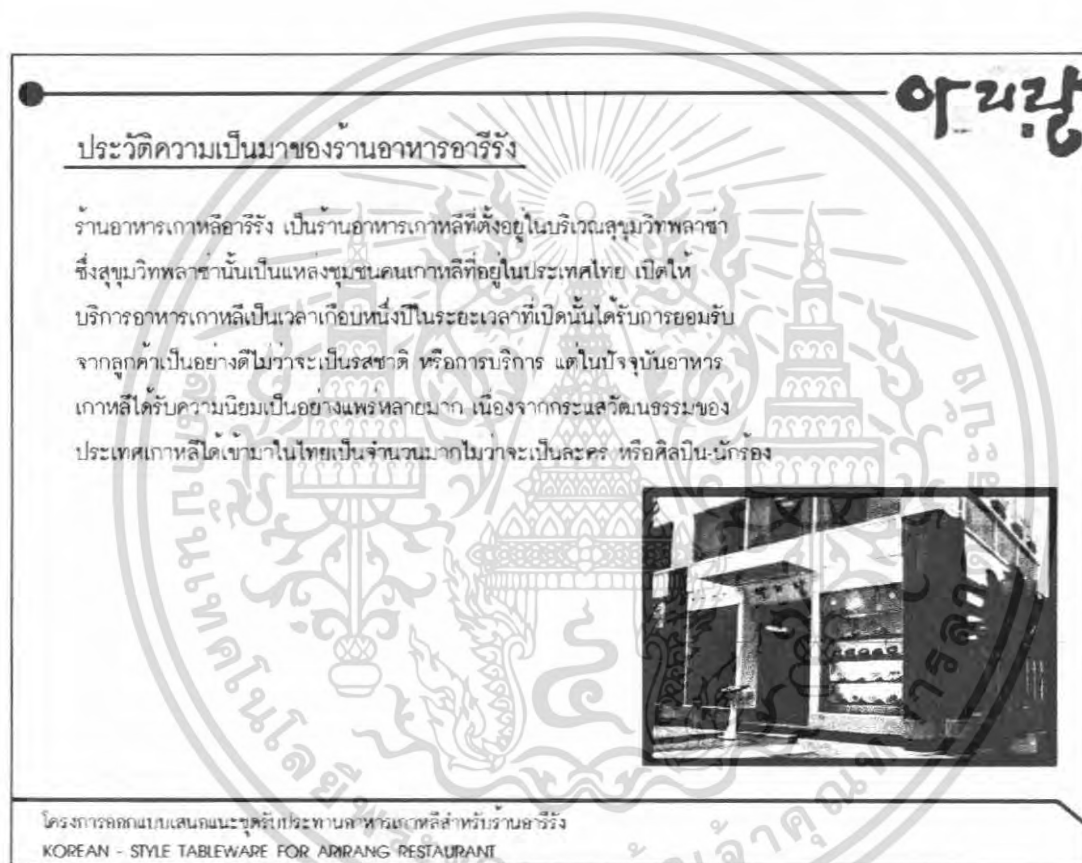 아리랑
ประวัติความเป็นมาของร้านอาหารอารีรัง
ร้านอาหารเกาหลีอารีรัง เป็นร้านอาหารเกาหลีที่ตั้งอยู่ในบริเวณสุขุมวิทพลาซ่า
ซึ่งสุขุมวิทพลาซ่านั้นเป็นแหล่งชุมชนคนเกาหลีที่อยู่ในประเทศไทย เปิดให้
บริการอาหารเกาหลีเป็นเวลาเกือบหนึ่งปีในระยะเวลาที่เปิดนั้นได้รับการยอมรับ
จากลูกค้าเป็นอย่างดีไม่ว่าจะเป็นรสชาติ หรือการบริการ แต่ในปัจจุบันอาหาร
เกาหลีได้รับความนิยมเป็นอย่างแพร่หลายมาก เนื่องจากกระแสวัฒนธรรมของ
ประเทศเกาหลีได้เข้ามาในไทยเป็นจำนวนมากไม่ว่าจะเป็นละคร หรือศิลปิน-นักร้อง
โครงการออกแบบเสนอแนะชุดรับประทานอาหารเกาหลีสำหรับร้านอารีรัง
KOREAN - STYLE TABLEWARE FOR ARIRANG RESTAURANT